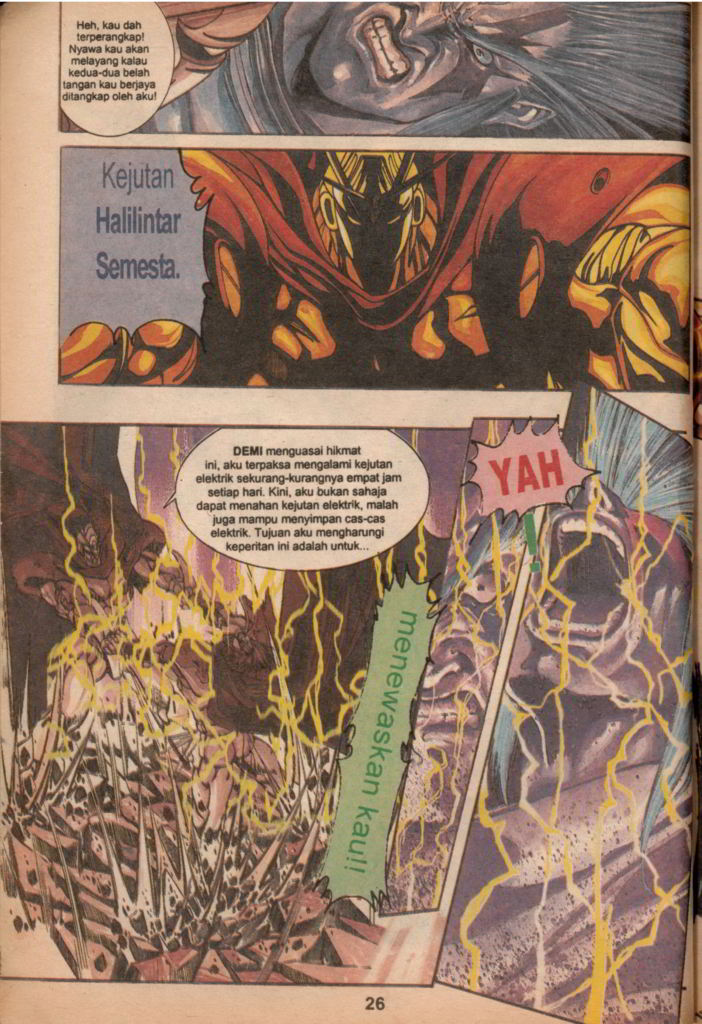 Heh, kau dah
terperangkap!
Nyawa kau akan
melayang kalau
kedua-dua belah
tangan kau berjaya
ditangkap oleh aku!
Kejutan
Halilintar
Semesta.
DEMI menguasai hikmat
ini, aku terpaksa mengalami kejutan
elektrik sekurang-kurangnya empat jam
setiap hari. Kini, aku bukan sahaja
dapat menahan kejutan elektrik, malah
juga mampu menyimpan cas-cas
elektrik. Tujuan aku mengharungi
keperitan ini adalah untuk...
menewaskan kau!!
YAH
!
26